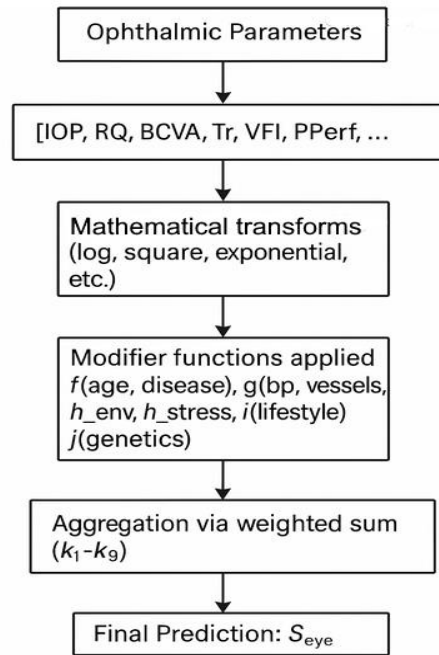 Ophthalmic Parameters
[IOP, RQ, BCVA, Tr, VFI, PPerf, ...
Mathematical transforms
(log, square, exponential,
etc.)
Modifier functions applied
f(age, disease), g(bp, vessels,
h_env, h_stress, i(lifestyle)
j(genetics)
Aggregation via weighted sum
(k₁-k₉)
Final Prediction: S_eye